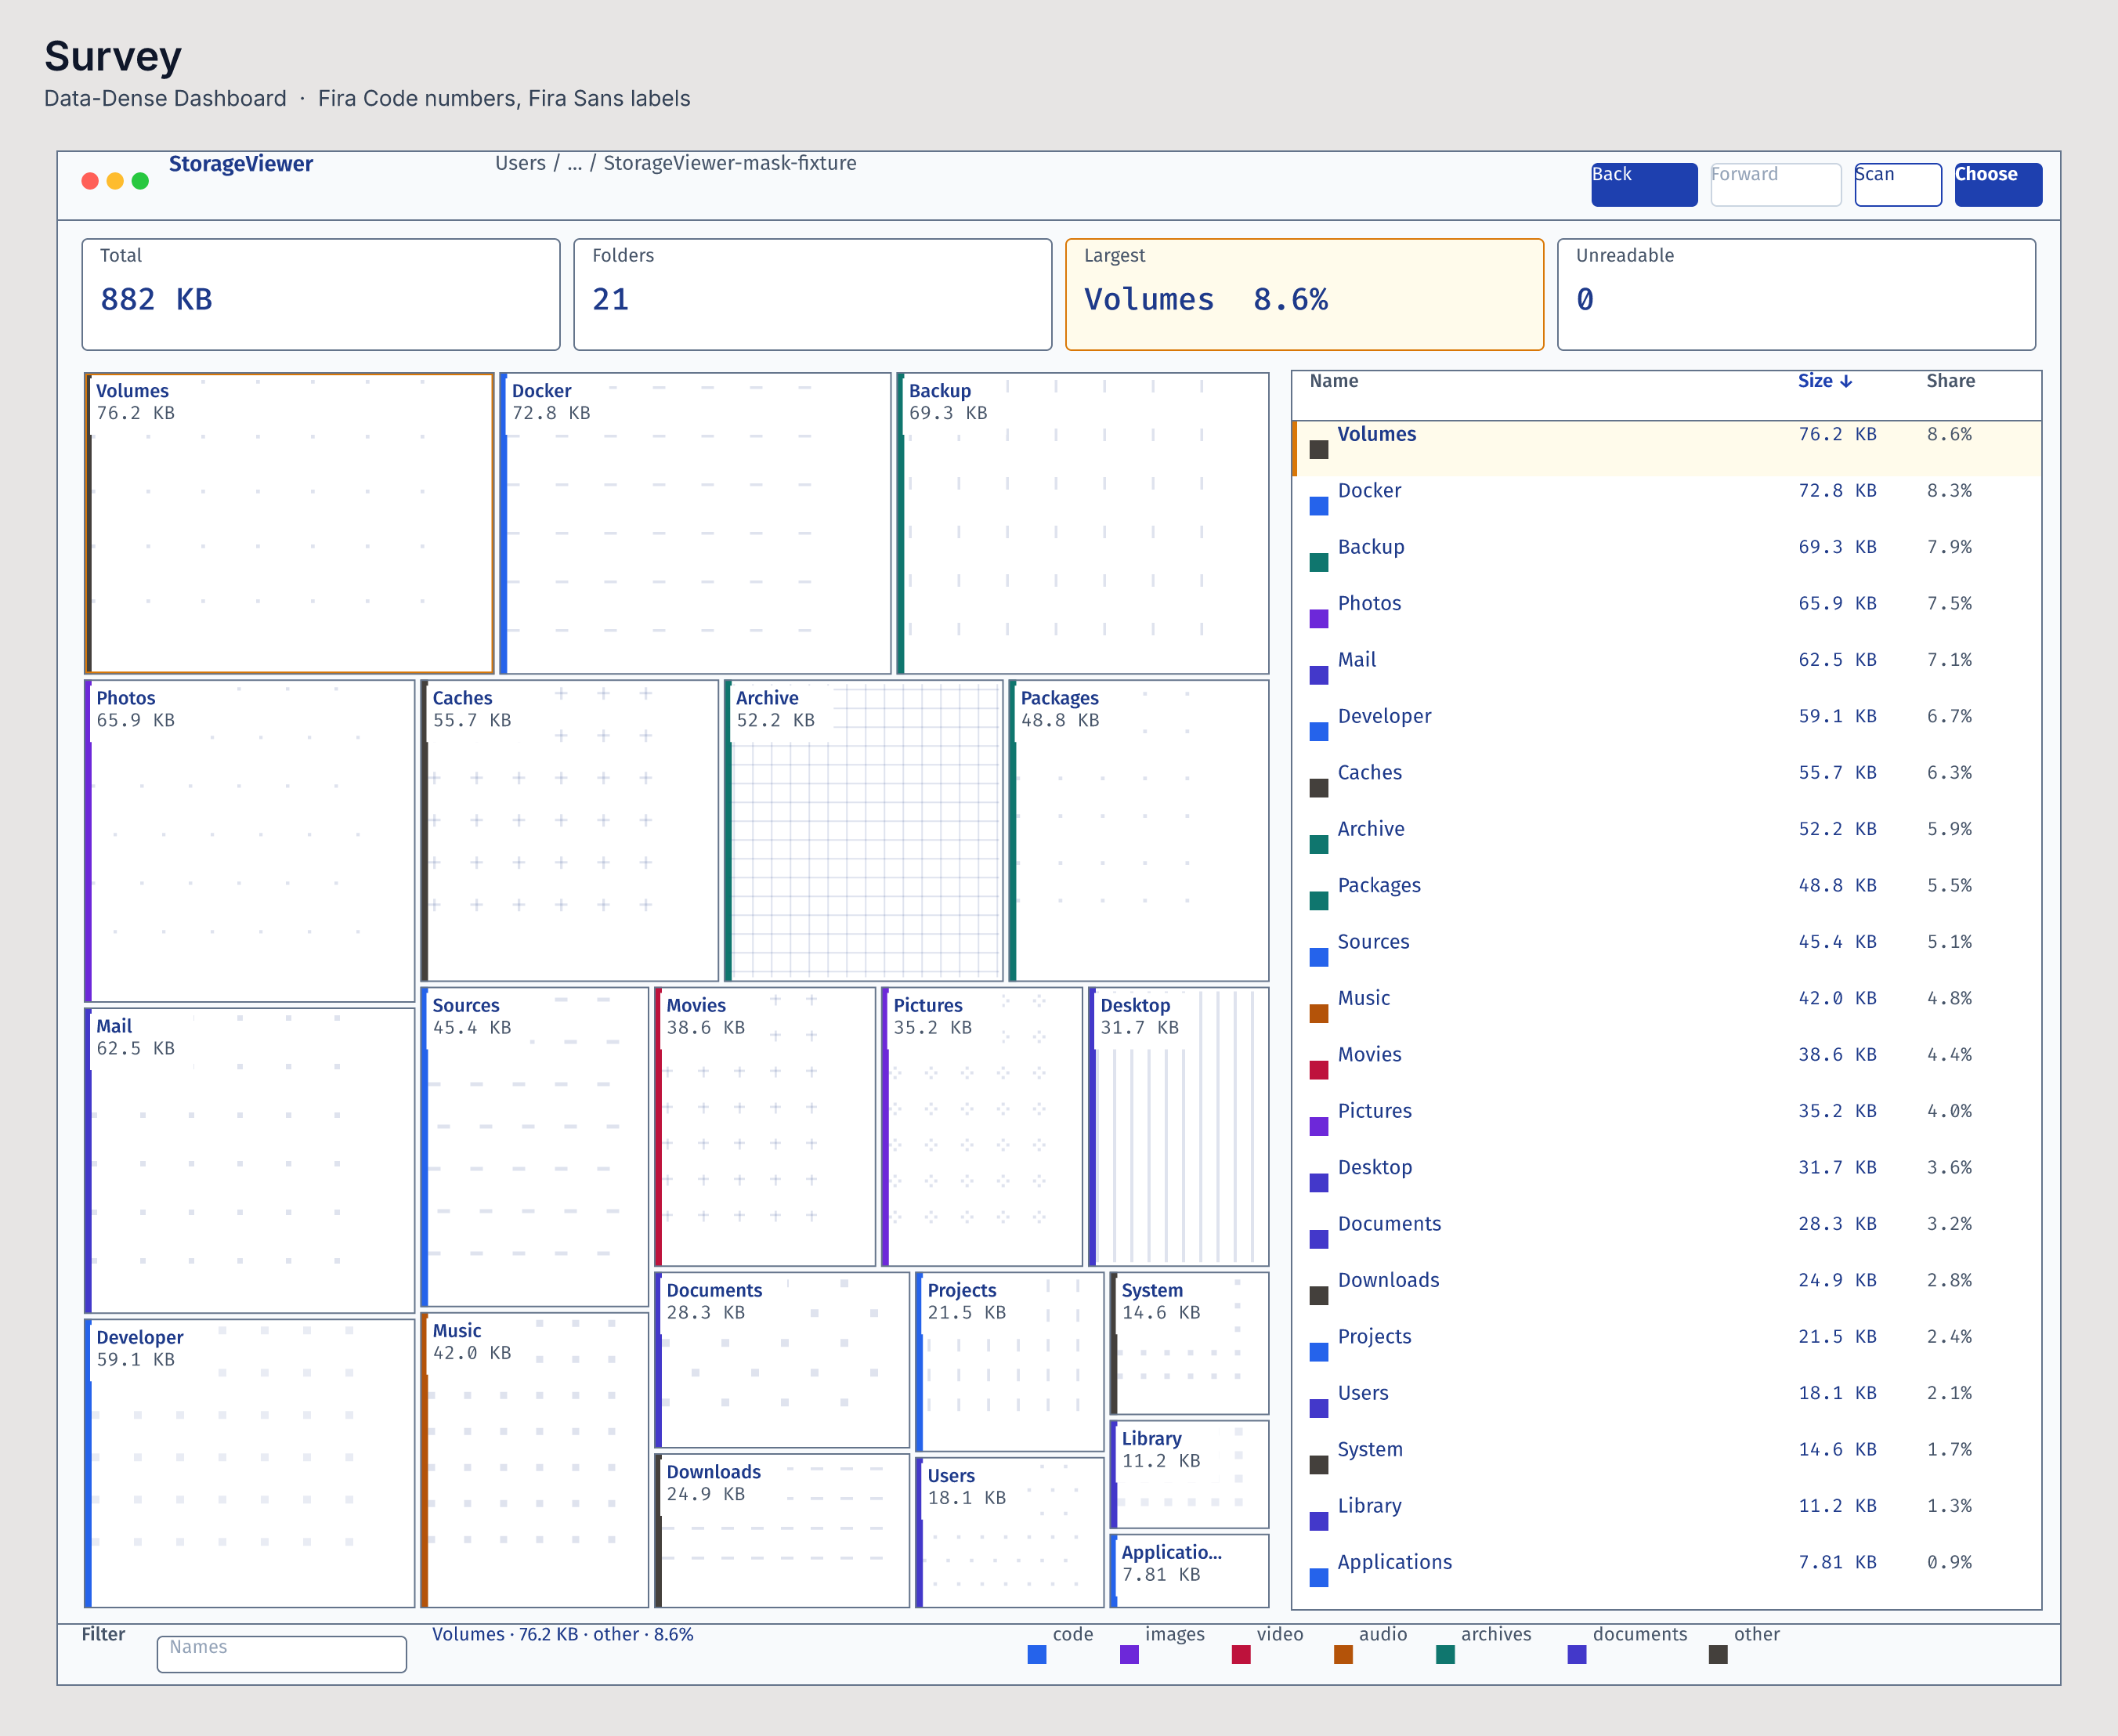 Survey
Data-Dense Dashboard · Fira Code numbers, Fira Sans labels
StorageViewer
Users / ... / StorageViewer-mask-fixture
Back
Forward
Scan
Choose
Total
882 KB
Folders
21
Largest
Volumes 8.6%
Unreadable
0
Volumes
76.2 KB
Docker
72.8 KB
Backup
69.3 KB
Photos
65.9 KB
Caches
55.7 KB
Archive
52.2 KB
Packages
48.8 KB
Mail
62.5 KB
Sources
45.4 KB
Movies
38.6 KB
Pictures
35.2 KB
Desktop
31.7 KB
Developer
59.1 KB
Music
42.0 KB
Documents
28.3 KB
Projects
21.5 KB
System
14.6 KB
Library
11.2 KB
Downloads
24.9 KB
Users
18.1 KB
Applicatio...
7.81 KB
Name Size ↓ Share
Volumes 76.2 KB 8.6%
Docker 72.8 KB 8.3%
Backup 69.3 KB 7.9%
Photos 65.9 KB 7.5%
Mail 62.5 KB 7.1%
Developer 59.1 KB 6.7%
Caches 55.7 KB 6.3%
Archive 52.2 KB 5.9%
Packages 48.8 KB 5.5%
Sources 45.4 KB 5.1%
Music 42.0 KB 4.8%
Movies 38.6 KB 4.4%
Pictures 35.2 KB 4.0%
Desktop 31.7 KB 3.6%
Documents 28.3 KB 3.2%
Downloads 24.9 KB 2.8%
Projects 21.5 KB 2.4%
Users 18.1 KB 2.1%
System 14.6 KB 1.7%
Library 11.2 KB 1.3%
Applications 7.81 KB 0.9%
Filter
Names
Volumes · 76.2 KB · other · 8.6%
code
images
video
audio
archives
documents
other